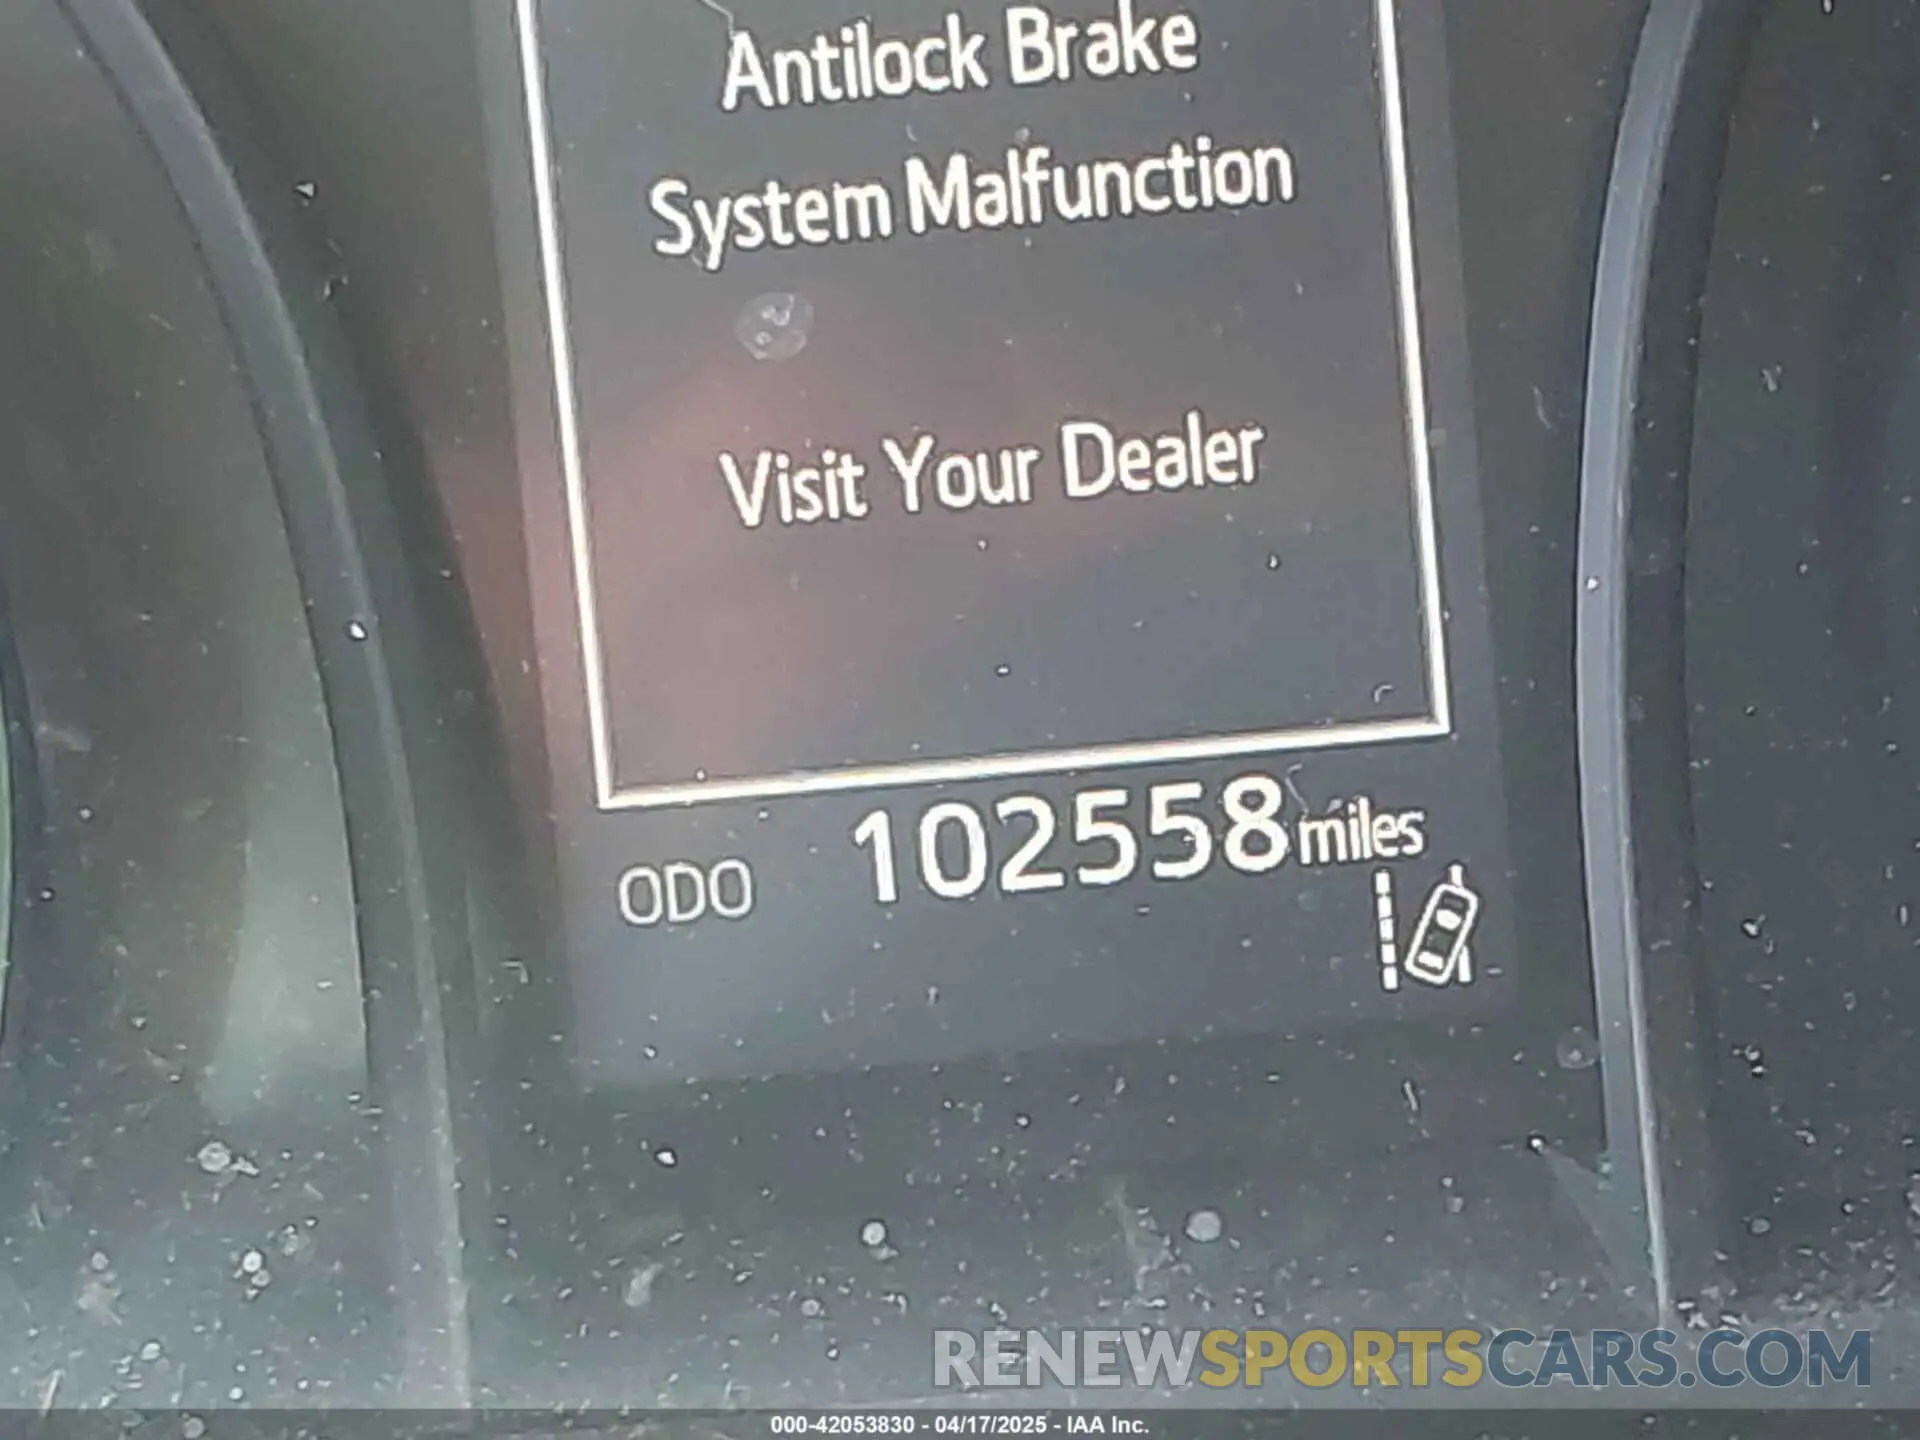 Antilock Brake
System Malfunction
Visit Your Dealer
ODO 102558 miles
RENEWSPORTSCARS.COM
000-42053830 - 04/17/2025 - IAA Inc.